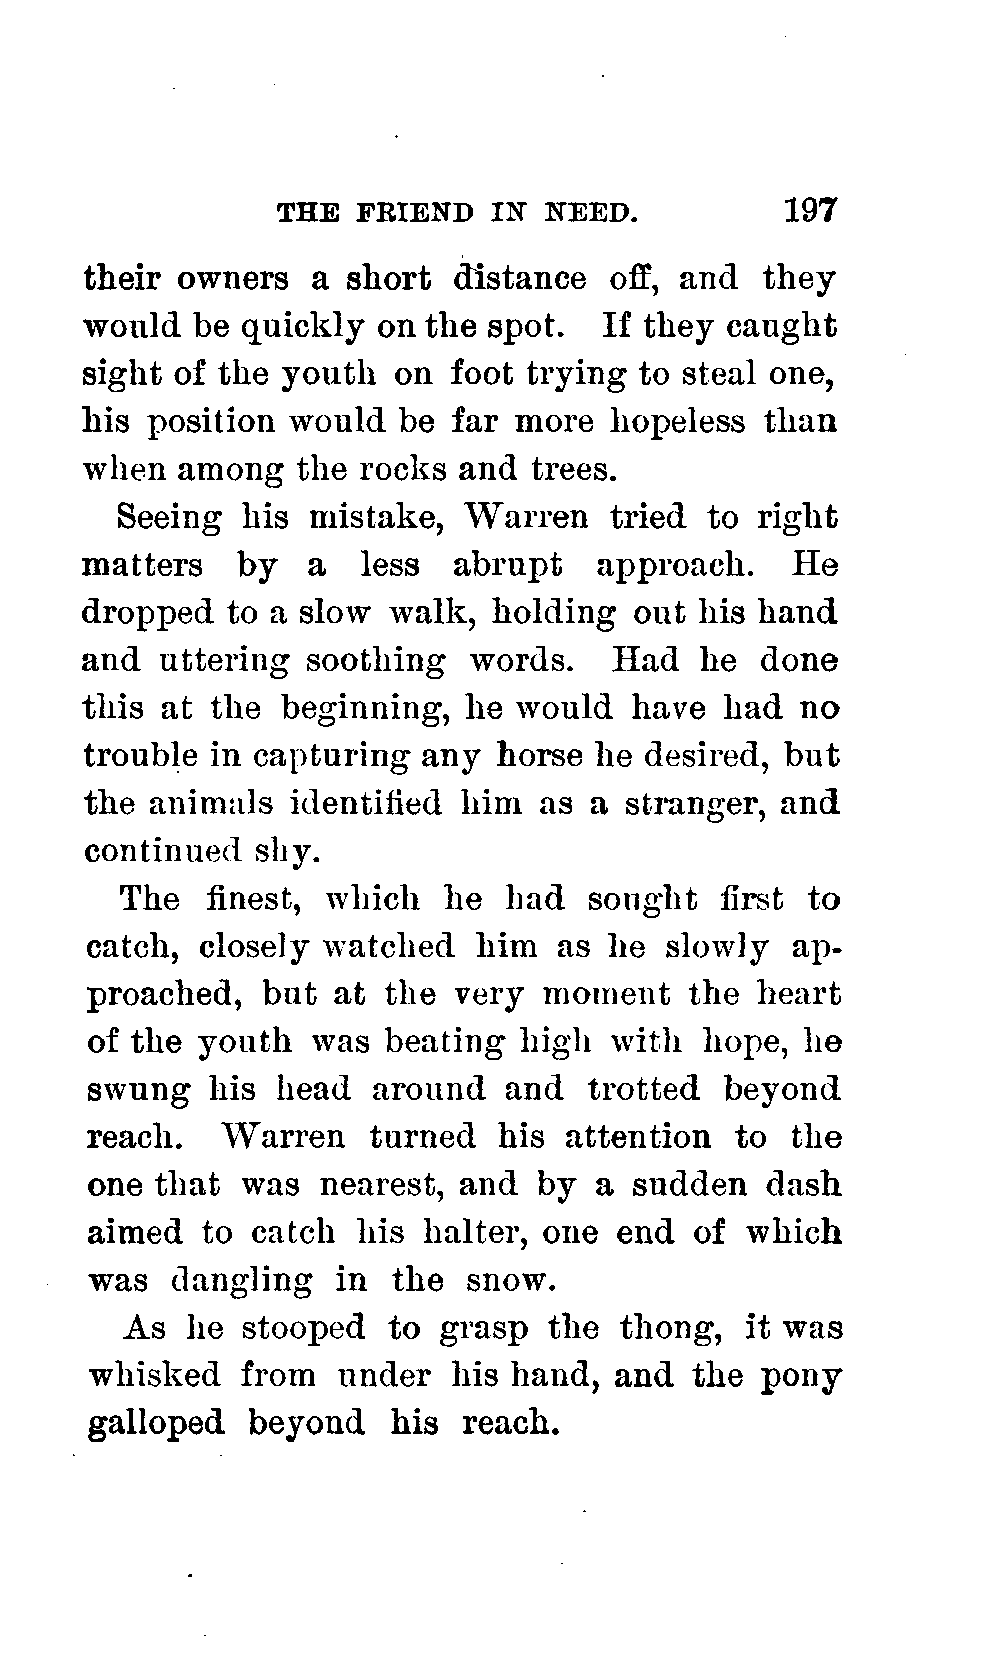 THE FRIEND IN NEED. 197
their owners a short distance off, and they
would be quickly on the spot. If they caught
sight of the youth on foot trying to steal one,
his position would be far more hopeless than
when among the rocks and trees.
Seeing his mistake, Warren tried to right
matters by a less abrupt approach. He
dropped to a slow walk, holding out his hand
and uttering soothing words. Had he done
this at the beginning, he would have had no
trouble in capturing any horse he desired, but
the animals identified him as a stranger, and
continued shy.
The finest, which he had sought first to
catch, closely watched him as he slowly ap-
proached, but at the very moment the heart
of the youth was beating high with hope, he
swung his head around and trotted beyond
reach. Warren turned his attention to the
one that was nearest, and by a sudden dash
aimed to catch his halter, one end of which
was dangling in the snow.
As he stooped to grasp the thong, it was
whisked from under his hand, and the pony
galloped beyond his reach.